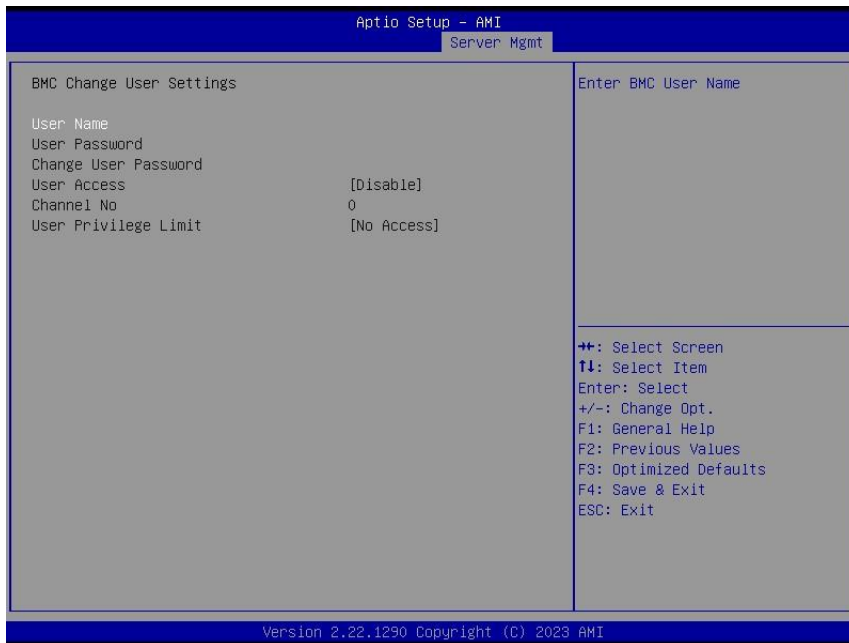 Aptio Setup – AMI
Server Mgmt
BMC Change User Settings
User Name
User Password
Change User Password
User Access [Disable]
Channel No 0
User Privilege Limit [No Access]
Enter BMC User Name
→←: Select Screen
↑↓: Select Item
Enter: Select
+/-: Change Opt.
F1: General Help
F2: Previous Values
F3: Optimized Defaults
F4: Save & Exit
ESC: Exit
Version 2.22.1290 Copyright (C) 2023 AMI